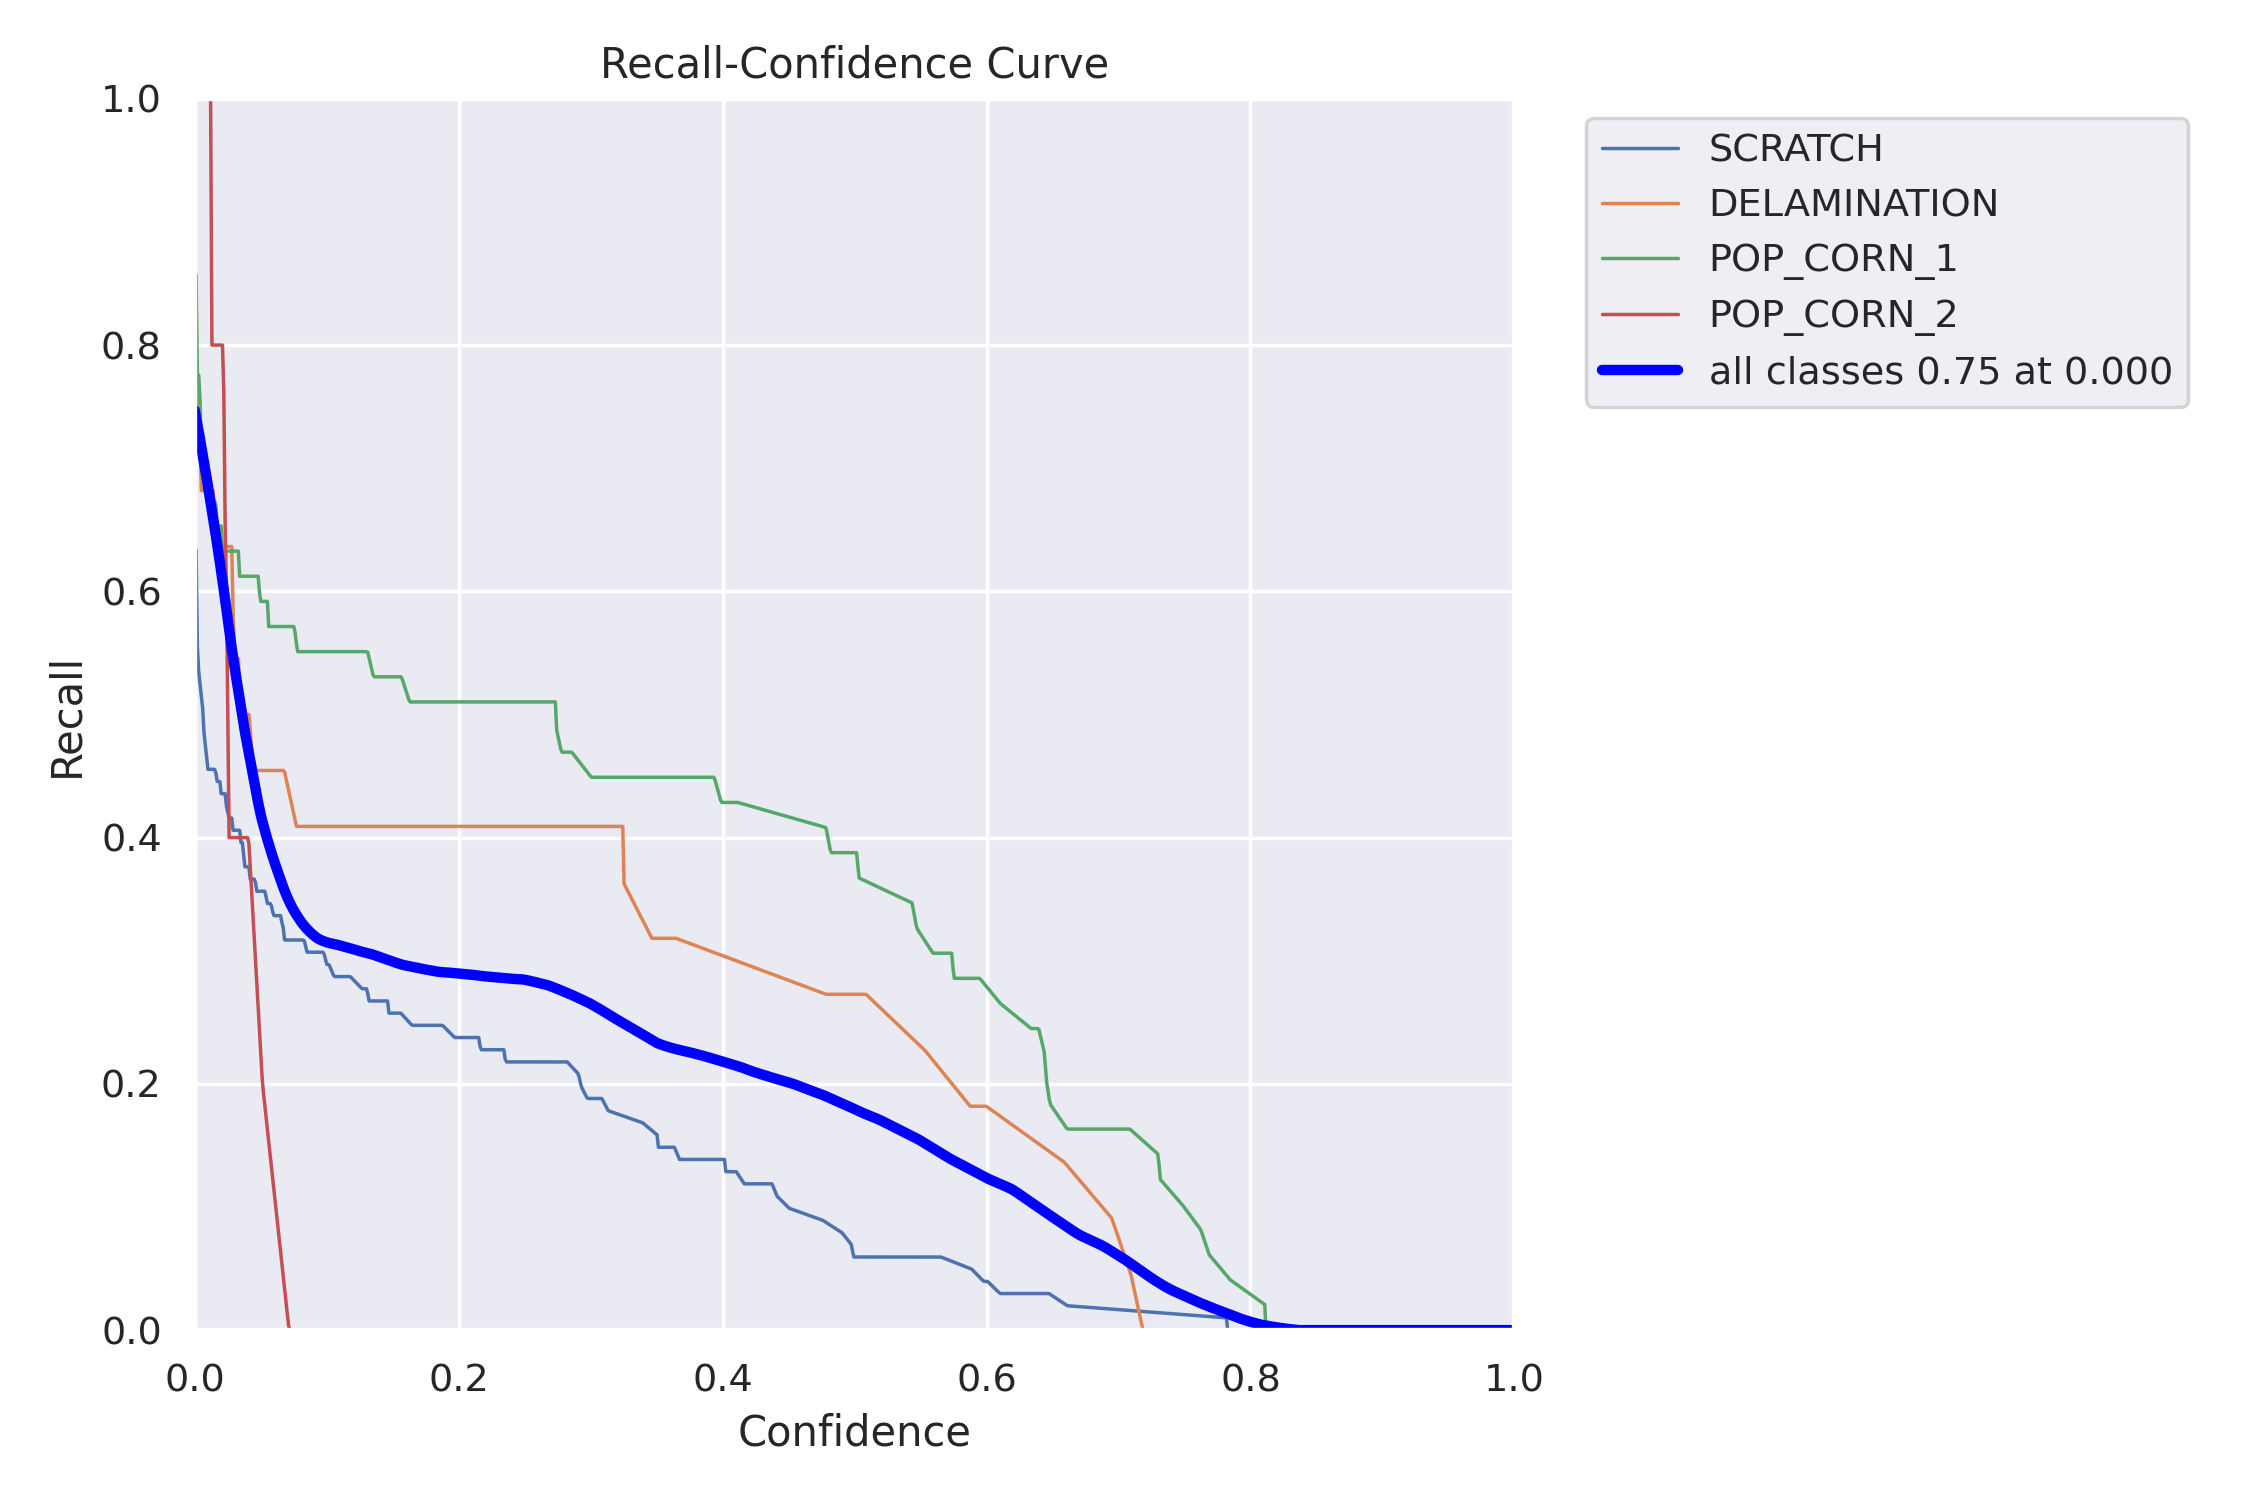 Recall-Confidence Curve
1.0
0.8
0.6
0.4
0.2
0.0
Recall
0.0 0.2 0.4 0.6 0.8 1.0
Confidence
SCRATCH
DELAMINATION
POP_CORN_1
POP_CORN_2
all classes 0.75 at 0.000